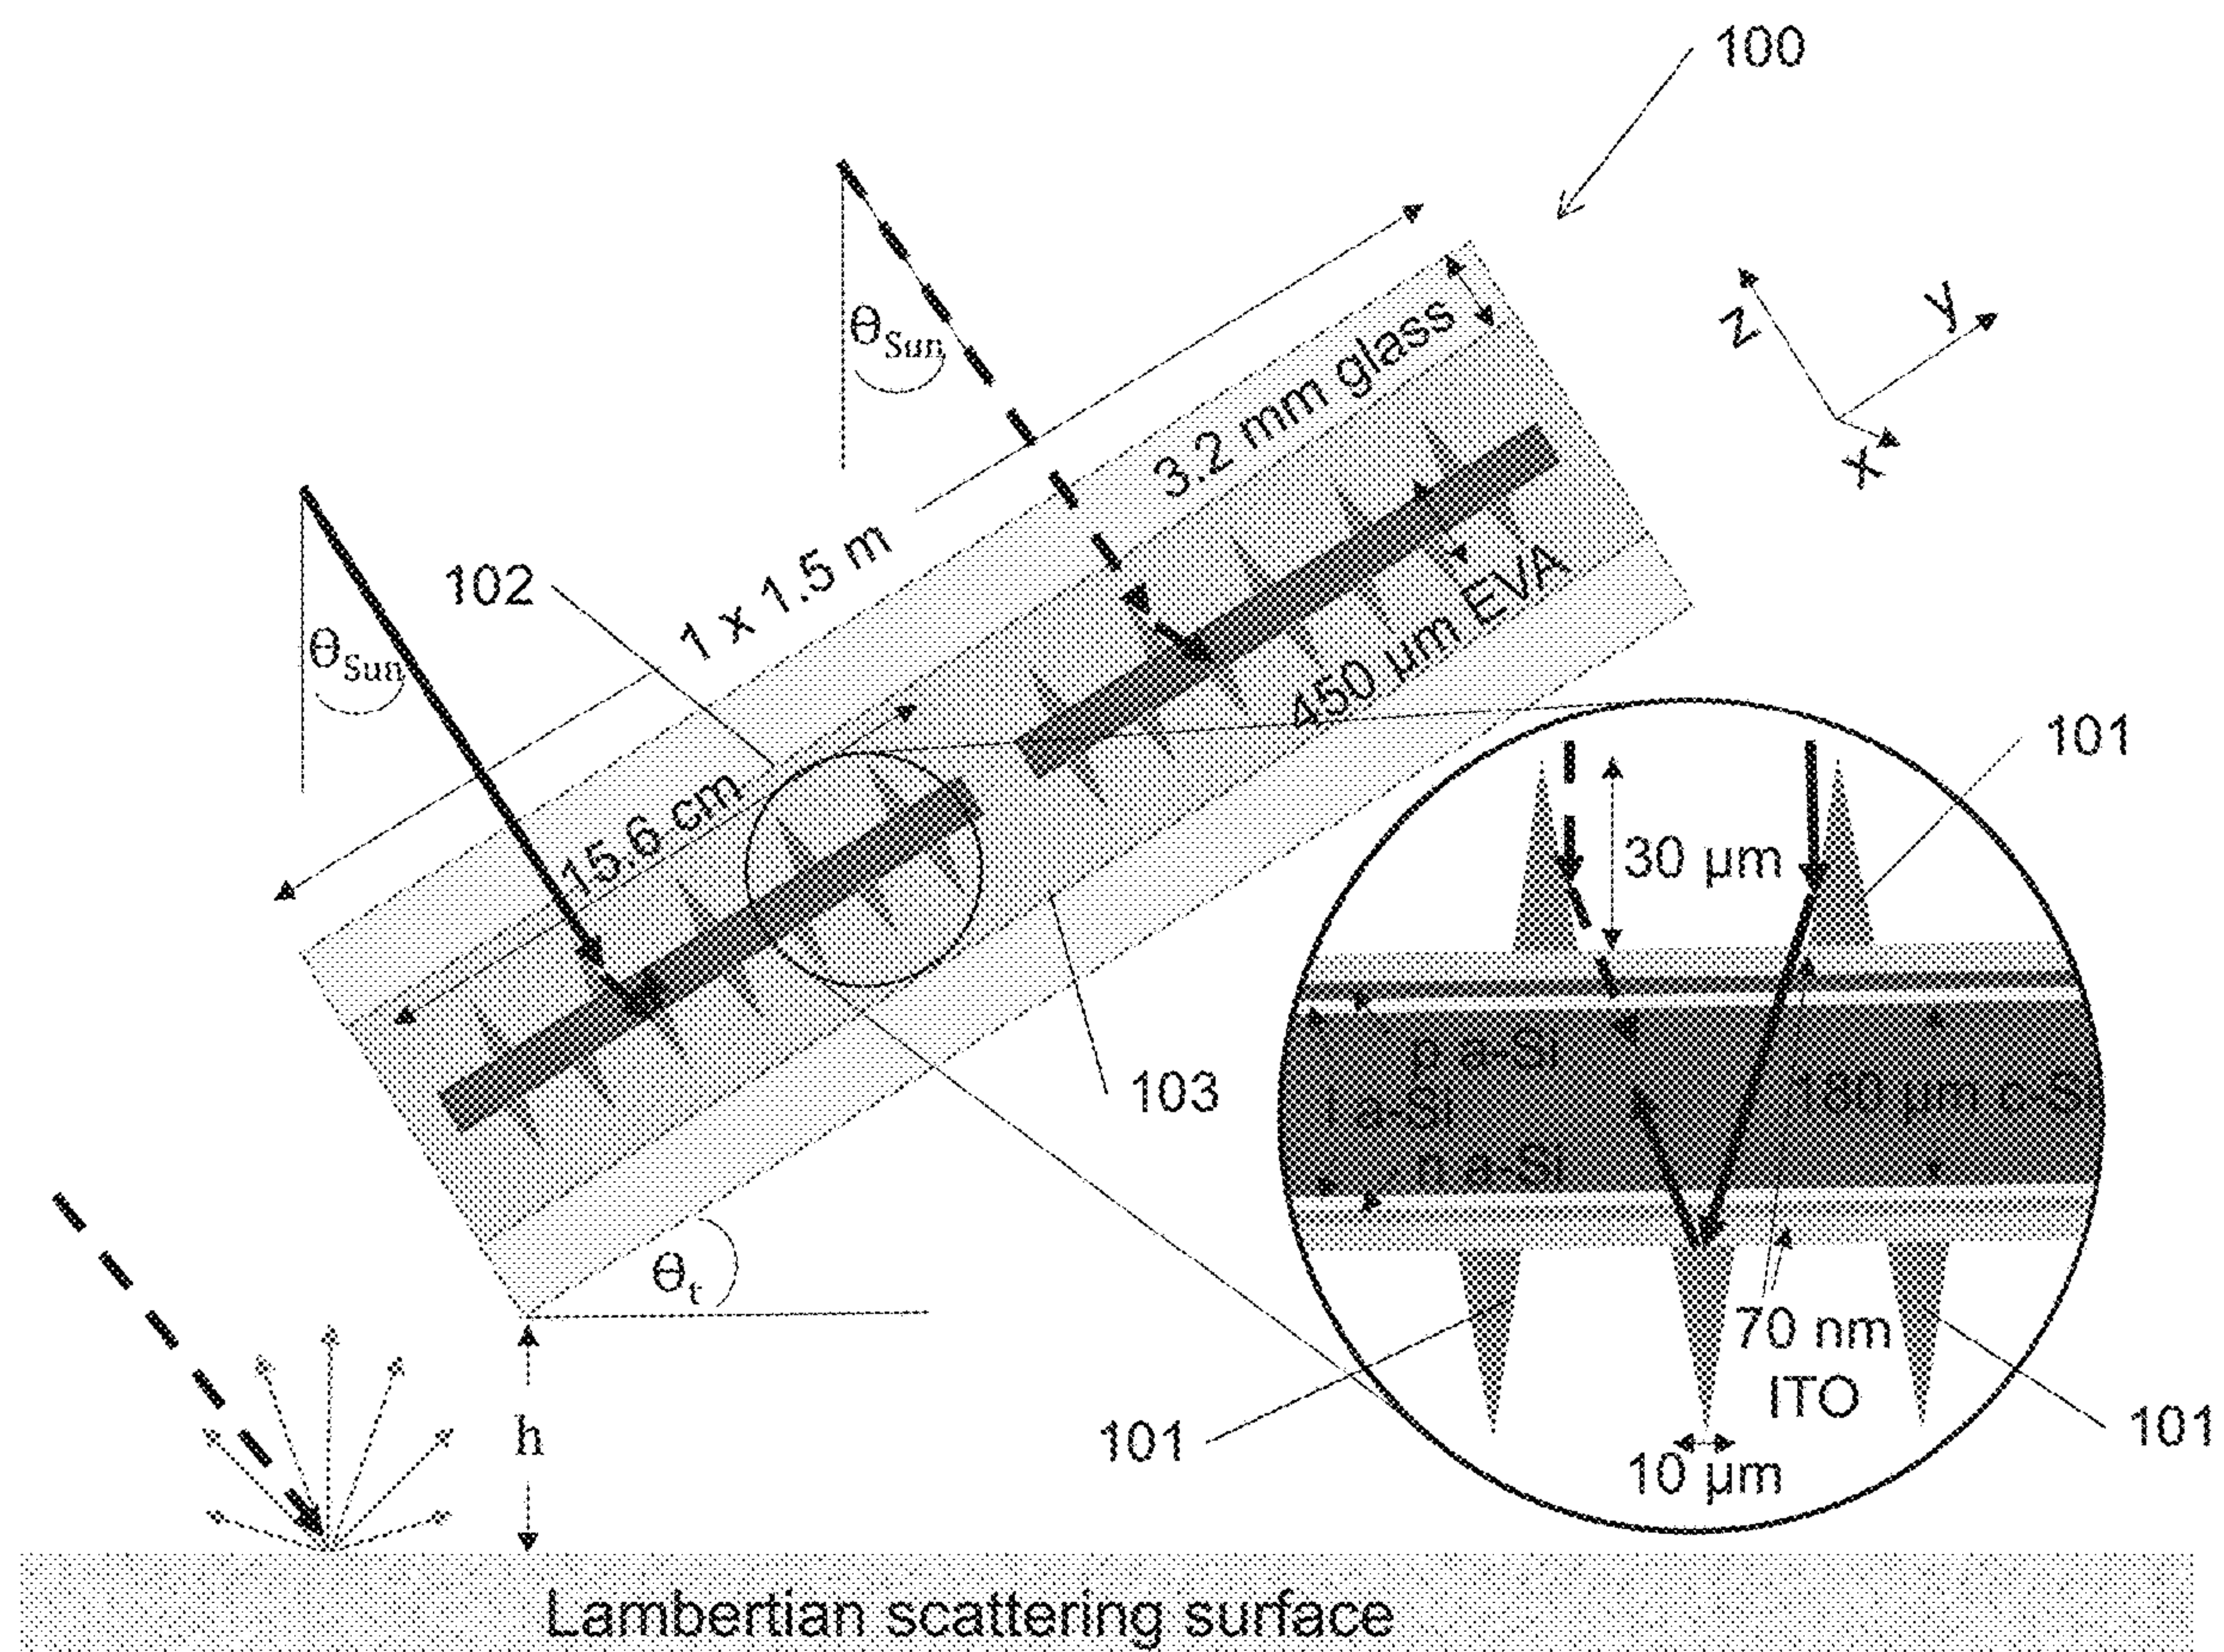 100
θSun
z
y
x
3.2 mm glass
1 x 1.5 m
102
θSun
450 µm EVA
15.6 cm
101
30 µm
p a-Si
i a-Si
180 µm c-Si
n a-Si
103
θt
70 nm
ITO
101
101
10 µm
h
Lambertian scattering surface